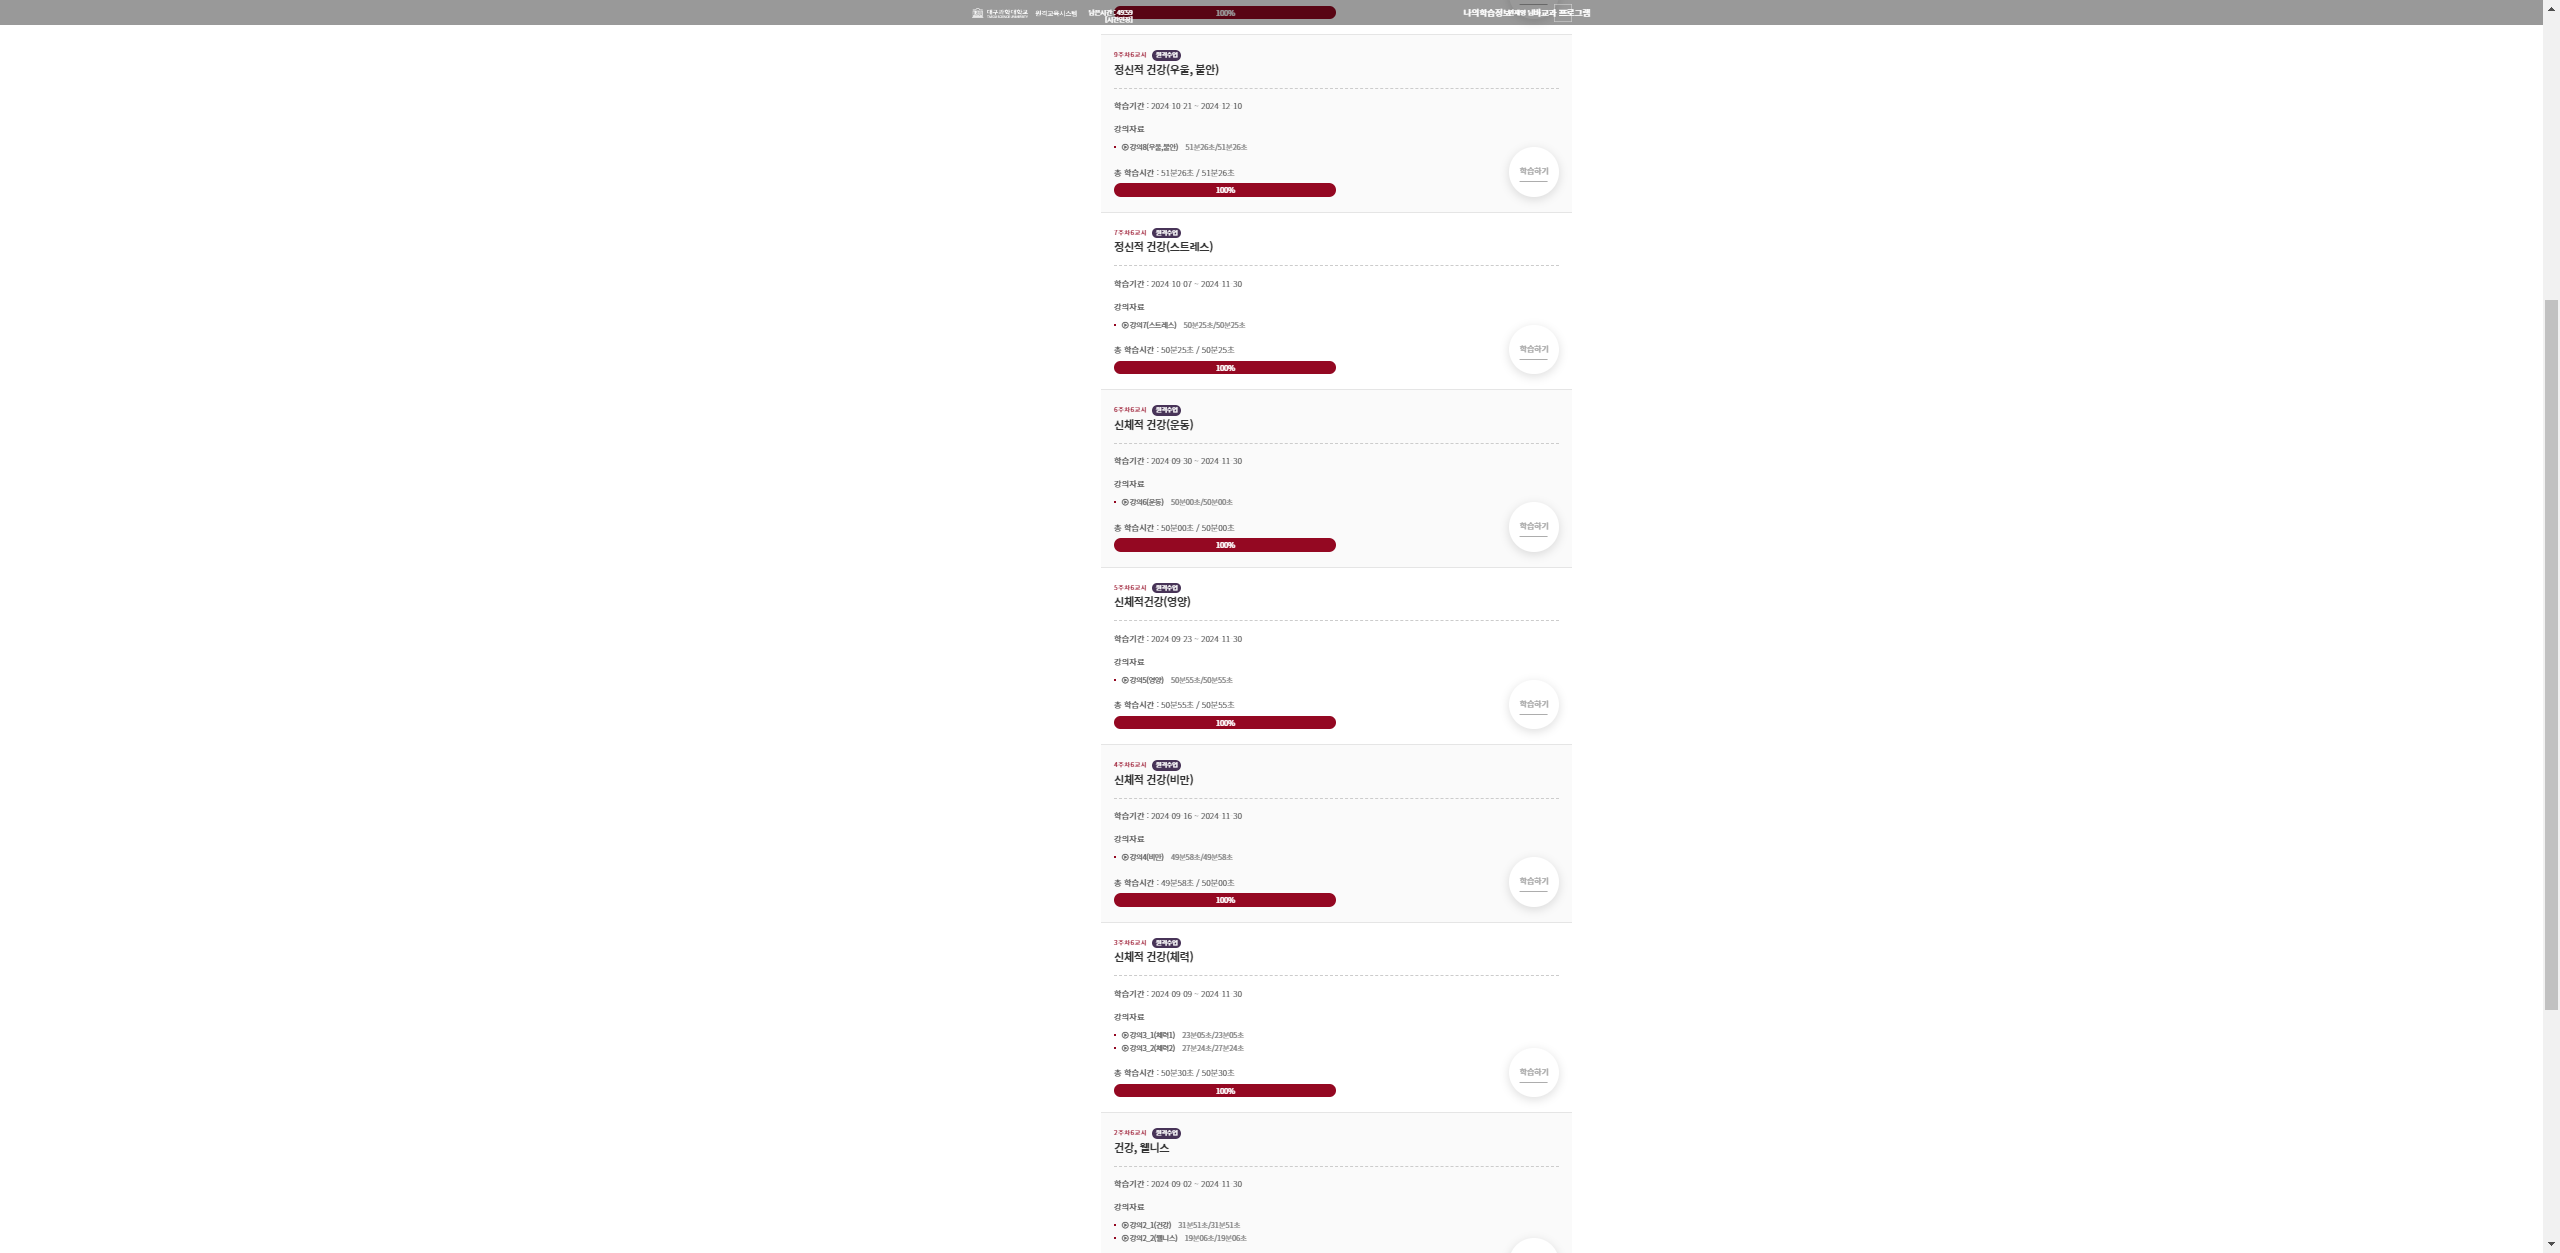 대구과학대학교 원격교육시스템 남은시간 : 49:59 나의학습정보 비교과 프로그램
[시간연장]
100%
9주차6교시 원격수업
정신적 건강(우울, 불안)
학습기간 : 2024 10 21 ~ 2024 12 10
강의자료
강의8(우울,불안) 51분26초/51분26초
총 학습시간 : 51분26초 / 51분26초
학습하기
100%
7주차6교시 원격수업
정신적 건강(스트레스)
학습기간 : 2024 10 07 ~ 2024 11 30
강의자료
강의7(스트레스) 50분25초/50분25초
총 학습시간 : 50분25초 / 50분25초
학습하기
100%
6주차6교시 원격수업
신체적 건강(운동)
학습기간 : 2024 09 30 ~ 2024 11 30
강의자료
강의6(운동) 50분00초/50분00초
총 학습시간 : 50분00초 / 50분00초
학습하기
100%
5주차6교시 원격수업
신체적건강(영양)
학습기간 : 2024 09 23 ~ 2024 11 30
강의자료
강의5(영양) 50분55초/50분55초
총 학습시간 : 50분55초 / 50분55초
학습하기
100%
4주차6교시 원격수업
신체적 건강(비만)
학습기간 : 2024 09 16 ~ 2024 11 30
강의자료
강의4(비만) 49분58초/49분58초
총 학습시간 : 49분58초 / 50분00초
학습하기
100%
3주차6교시 원격수업
신체적 건강(체력)
학습기간 : 2024 09 09 ~ 2024 11 30
강의자료
강의3_1(체력1) 23분05초/23분05초
강의3_2(체력2) 27분24초/27분24초
총 학습시간 : 50분30초 / 50분30초
학습하기
100%
2주차6교시 원격수업
건강, 웰니스
학습기간 : 2024 09 02 ~ 2024 11 30
강의자료
강의2_1(건강) 31분51초/31분51초
강의2_2(웰니스) 19분06초/19분06초